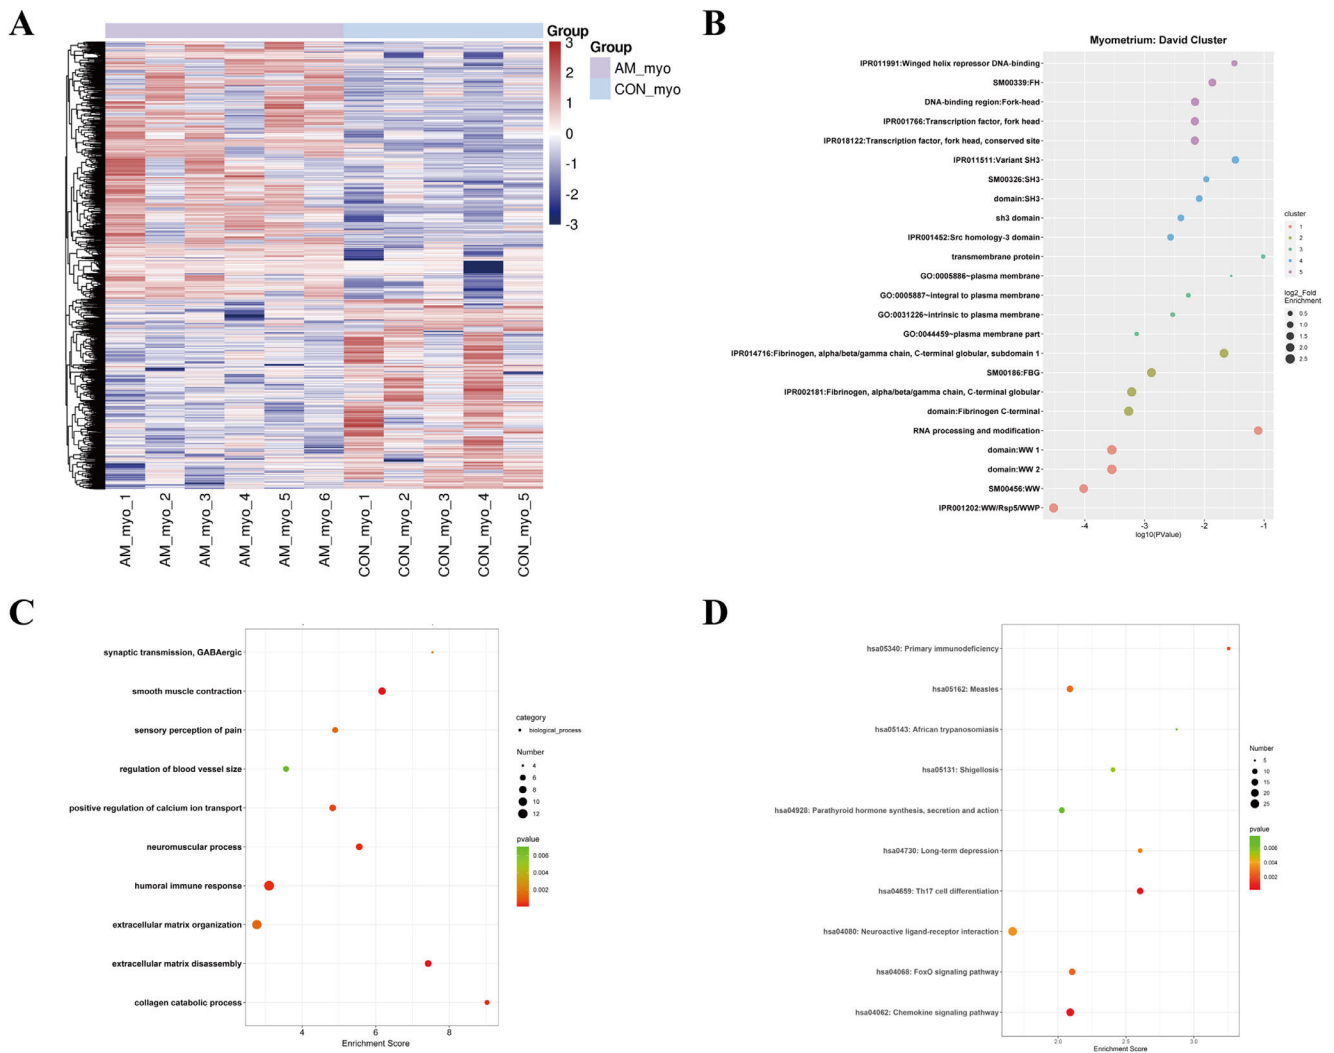 A
Group
3
2
1
0
-1
-2
-3
Group
AM_myo
CON_myo
AM_myo_1
AM_myo_2
AM_myo_3
AM_myo_4
AM_myo_5
AM_myo_6
CON_myo_1
CON_myo_2
CON_myo_3
CON_myo_4
CON_myo_5
B
Myometrium: David Cluster
IPR011991:Winged helix repressor DNA-binding
SM00339:FH
DNA-binding region:Fork-head
IPR001766:Transcription factor, fork head
IPR018122:Transcription factor, fork head, conserved site
IPR011511:Variant SH3
SM00326:SH3
domain:SH3
sh3 domain
IPR001452:Src homology-3 domain
transmembrane protein
GO:0005886~plasma membrane
GO:0005887~integral to plasma membrane
GO:0031226~intrinsic to plasma membrane
GO:0044459~plasma membrane part
IPR014716:Fibrinogen, alpha/beta/gamma chain, C-terminal globular, subdomain 1
SM00186:FBG
IPR002181:Fibrinogen, alpha/beta/gamma chain, C-terminal globular
domain:Fibrinogen C-terminal
RNA processing and modification
domain:WW 1
domain:WW 2
SM00456:WW
IPR001202:WW/Rsp5/WWP
-4
-3
-2
-1
log10(PValue)
cluster
1
2
3
4
5
log2_Fold
Enrichment
0.5
1.0
1.5
2.0
2.5
C
synaptic transmission, GABAergic
smooth muscle contraction
sensory perception of pain
regulation of blood vessel size
positive regulation of calcium ion transport
neuromuscular process
humoral immune response
extracellular matrix organization
extracellular matrix disassembly
collagen catabolic process
4
6
8
Enrichment Score
category
biological_process
Number
4
6
8
10
12
pvalue
0.006
0.004
0.002
D
hsa05340: Primary immunodeficiency
hsa05162: Measles
hsa05143: African trypanosomiasis
hsa05131: Shigellosis
hsa04928: Parathyroid hormone synthesis, secretion and action
hsa04730: Long-term depression
hsa04659: Th17 cell differentiation
hsa04080: Neuroactive ligand-receptor interaction
hsa04068: FoxO signaling pathway
hsa04062: Chemokine signaling pathway
2.0
2.5
3.0
Enrichment Score
Number
5
10
15
20
25
pvalue
0.006
0.004
0.002